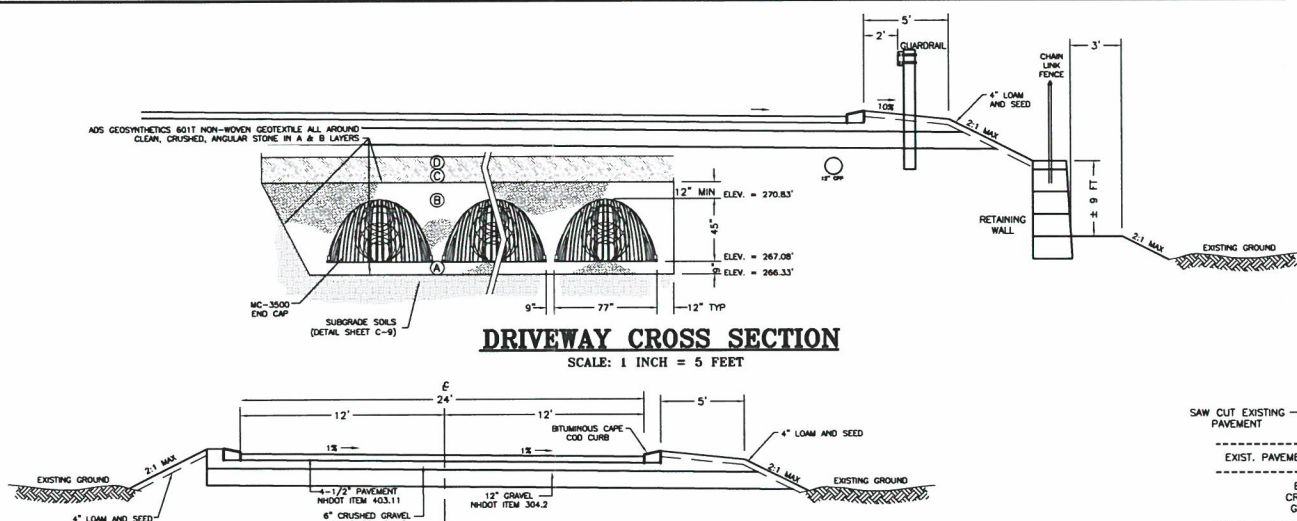 5'
2'
GUARDRAIL
3'
CHAIN
LINK
FENCE
4" LOAM
AND SEED
10%
2:1 MAX
ADS GEOSYNTHETICS 601T NON-WOVEN GEOTEXTILE ALL AROUND
CLEAN, CRUSHED, ANGULAR STONE IN A & B LAYERS
D
C
B
12" CPP
12" MIN
ELEV. = 270.83'
± 9 FT
RETAINING
WALL
45"
2:1 MAX
EXISTING GROUND
ELEV. = 267.08'
A
9"
ELEV. = 266.33'
MC-3500
END CAP
SUBGRADE SOILS
(DETAIL SHEET C-9)
9"
77"
12" TYP
DRIVEWAY CROSS SECTION
SCALE: 1 INCH = 5 FEET
24'
12'
12'
5'
BITUMINOUS CAPE
COD CURB
4" LOAM AND SEED
SAW CUT EXISTING
PAVEMENT
1%
1%
2:1 MAX
2:1 MAX
EXISTING GROUND
EXISTING GROUND
EXIST. PAVEME
4-1/2" PAVEMENT
NHDOT ITEM 403.11
12" GRAVEL
NHDOT ITEM 304.2
4" LOAM AND SEED
6" CRUSHED GRAVEL
CR
G